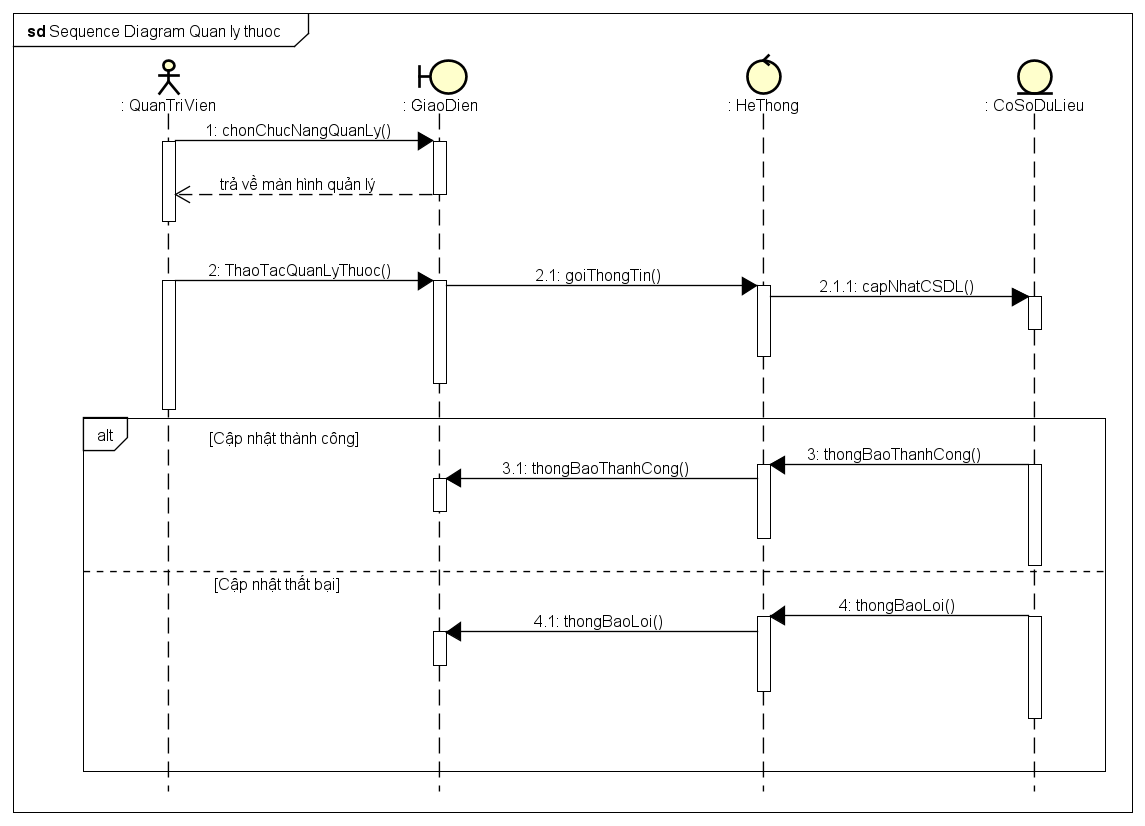 sd Sequence Diagram Quan ly thuoc
: QuanTriVien
: GiaoDien
: HeThong
: CoSoDuLieu
1: chonChucNangQuanLy()
trả về màn hình quản lý
2: ThaoTacQuanLyThuoc()
2.1: goiThongTin()
2.1.1: capNhatCSDL()
alt
[Cập nhật thành công]
3: thongBaoThanhCong()
3.1: thongBaoThanhCong()
[Cập nhật thất bại]
4: thongBaoLoi()
4.1: thongBaoLoi()